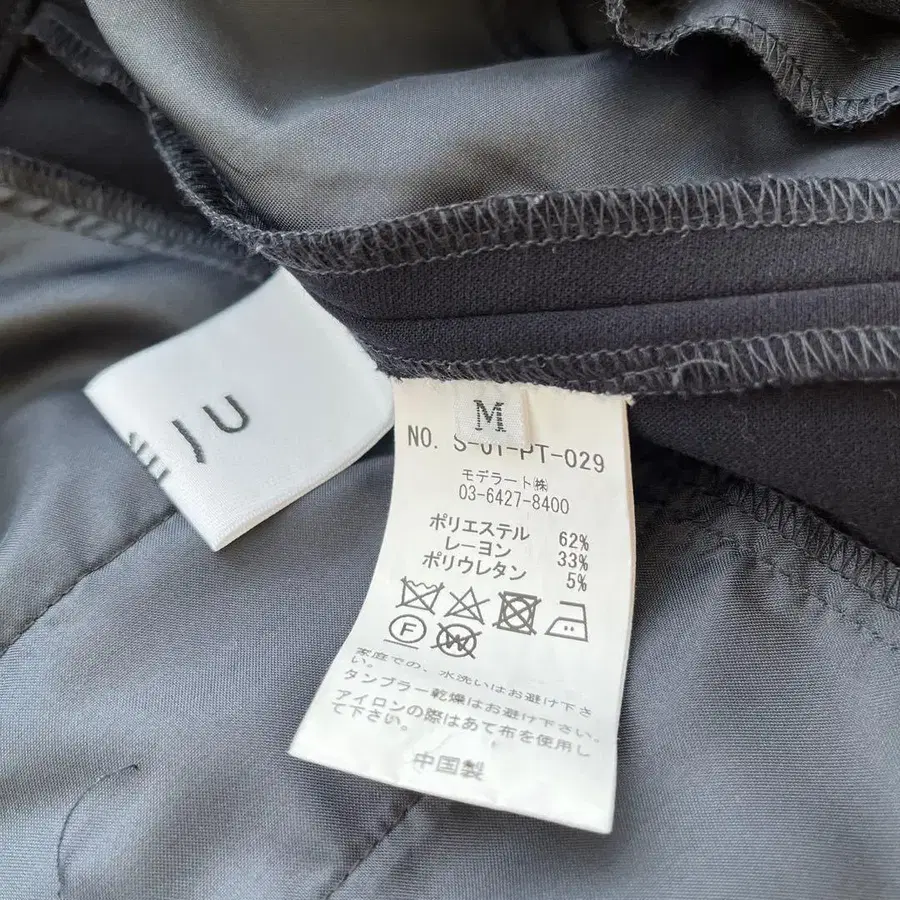 JU
M
NO. S-01-PT-029
モデラート㈱
03-6427-8400
ポリエステル 62%
レーヨン 33%
ポリウレタン 5%
F
W
家庭での、水洗いはお避け下さ
い。
タンブラー乾燥はお避け下さい。
アイロンの際はあて布を使用し
て下さい。
中国製